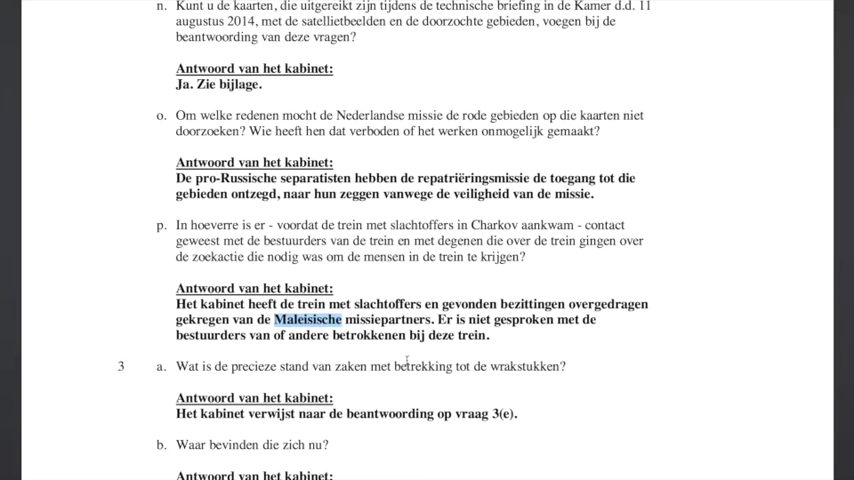 n. Kunt u de kaarten, die uitgereikt zijn tijdens de technische briefing in de Kamer d.d. 11
augustus 2014, met de satellietbeelden en de doorzochte gebieden, voegen bij de
beantwoording van deze vragen?
Antwoord van het kabinet:
Ja. Zie bijlage.
o. Om welke redenen mocht de Nederlandse missie de rode gebieden op die kaarten niet
doorzoeken? Wie heeft hen dat verboden of het werken onmogelijk gemaakt?
Antwoord van het kabinet:
De pro-Russische separatisten hebben de repatriëringsmissie de toegang tot die
gebieden ontzegd, naar hun zeggen vanwege de veiligheid van de missie.
p. In hoeverre is er - voordat de trein met slachtoffers in Charkov aankwam - contact
geweest met de bestuurders van de trein en met degenen die over de trein gingen over
de zoekactie die nodig was om de mensen in de trein te krijgen?
Antwoord van het kabinet:
Het kabinet heeft de trein met slachtoffers en gevonden bezittingen overgedragen
gekregen van de Maleisische missiepartners. Er is niet gesproken met de
bestuurders van of andere betrokkenen bij deze trein.
3 a. Wat is de precieze stand van zaken met betrekking tot de wrakstukken?
Antwoord van het kabinet:
Het kabinet verwijst naar de beantwoording op vraag 3(e).
b. Waar bevinden die zich nu?
Antwoord van het kabinet: